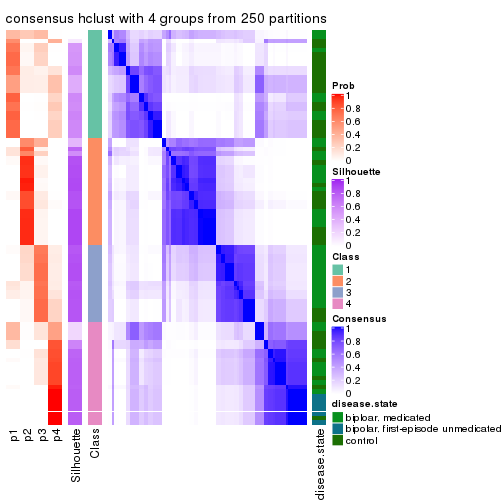 consensus hclust with 4 groups from 250 partitions
Prob
1
0.8
0.6
0.4
0.2
0
Silhouette
1
0.8
0.6
0.4
0.2
0
Class
1
2
3
4
Consensus
1
0.8
0.6
0.4
0.2
0
disease.state
biploar, medicated
bipolar, first-episode unmedicated
control
p1
p2
p3
p4
Silhouette
Class
disease.state